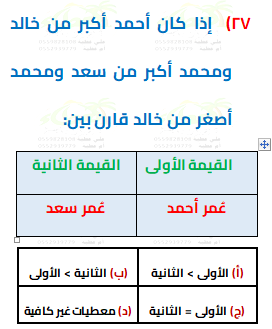 ٢٧) إذا كان أحمد أكبر من خالد
ومحمد أكبر من سعد ومحمد
أصغر من خالد قارن بين:
القيمة الأولى القيمة الثانية
عُمر أحمد عُمر سعد
(أ) الأولى > الثانية (ب) الثانية > الأولى
(ج) الأولى = الثانية (د) معطيات غير كافية